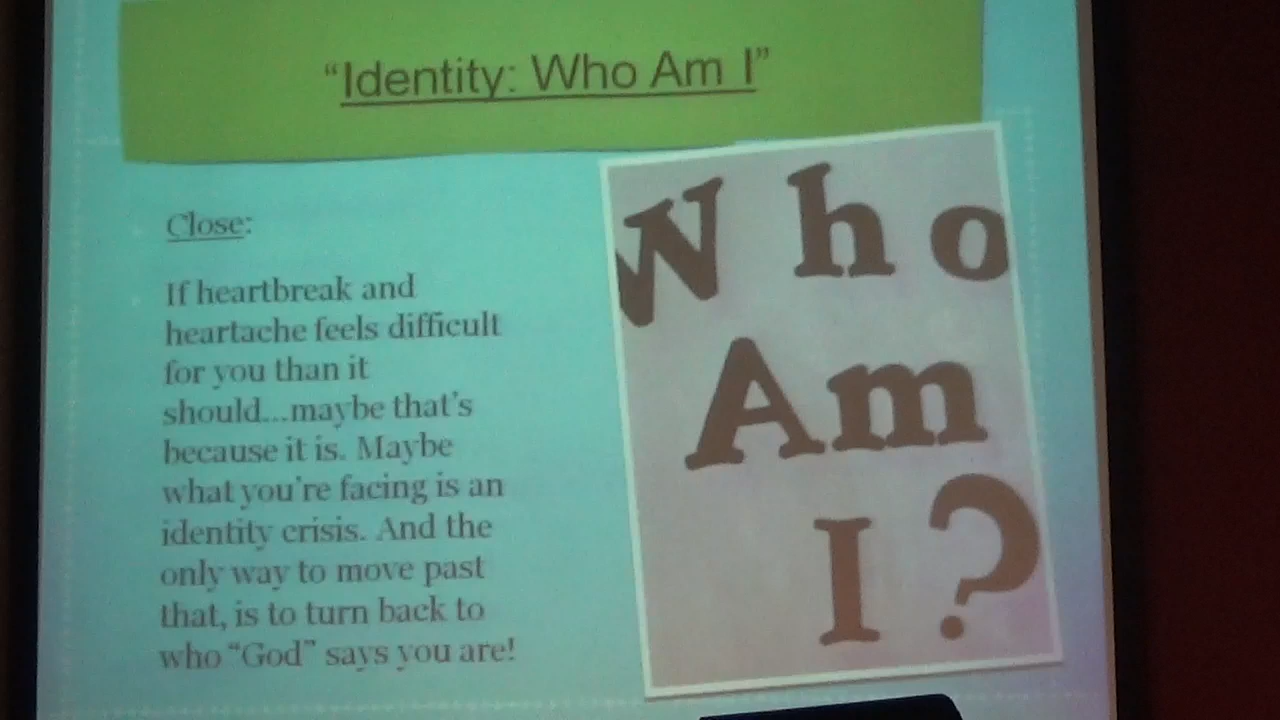 “Identity: Who Am I”
Close:
If heartbreak and
heartache feels difficult
for you than it
should...maybe that's
because it is. Maybe
what you're facing is an
identity crisis. And the
only way to move past
that, is to turn back to
who “God” says you are!
Who
Am
I?